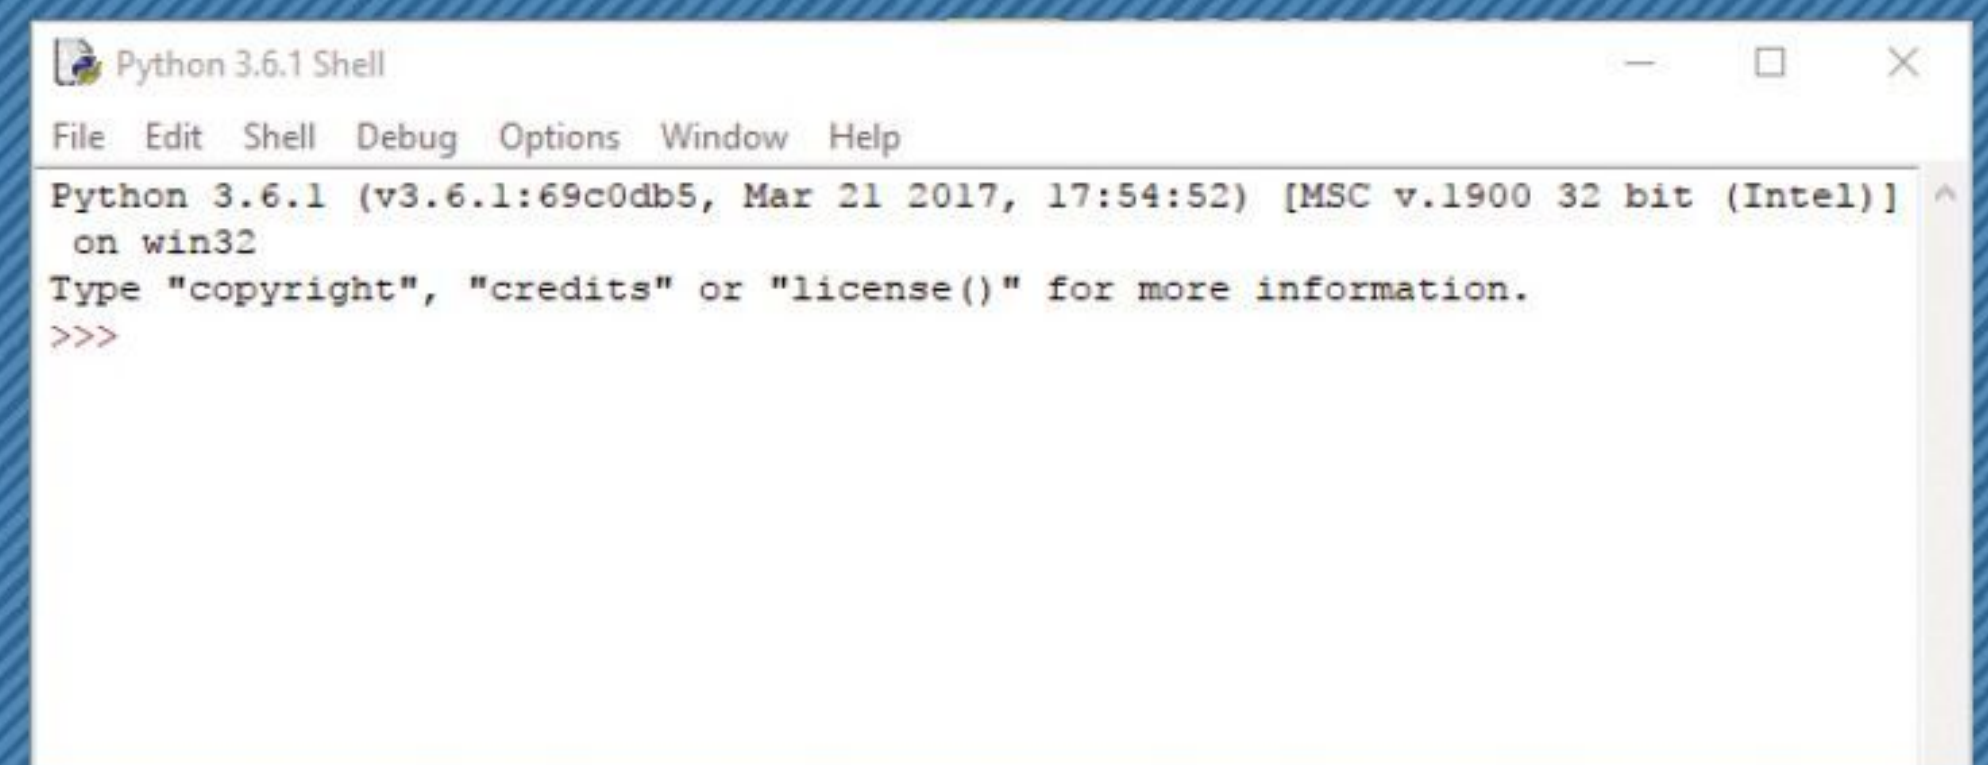 Python 3.6.1 Shell
File Edit Shell Debug Options Window Help
Python 3.6.1 (v3.6.1:69c0db5, Mar 21 2017, 17:54:52) [MSC v.1900 32 bit (Intel)]
on win32
Type "copyright", "credits" or "license()" for more information.
>>>